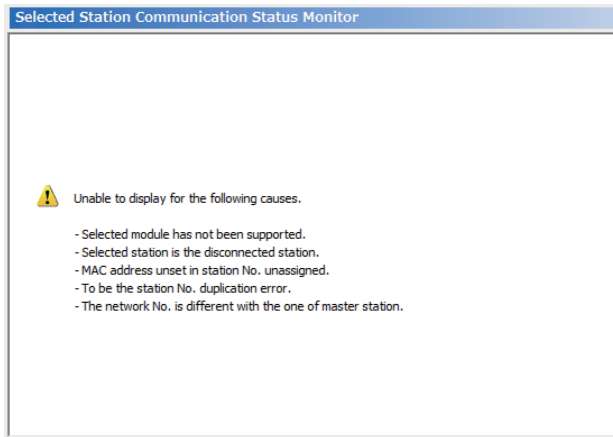 Selected Station Communication Status Monitor
Unable to display for the following causes.
- Selected module has not been supported.
- Selected station is the disconnected station.
- MAC address unset in station No. unassigned.
- To be the station No. duplication error.
- The network No. is different with the one of master station.